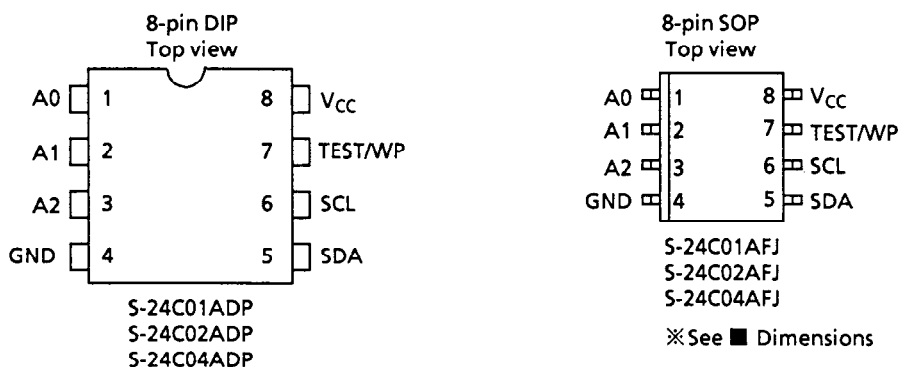 8-pin DIP
Top view
A0 1 8 VCC
A1 2 7 TEST/WP
A2 3 6 SCL
GND 4 5 SDA
S-24C01ADP
S-24C02ADP
S-24C04ADP
8-pin SOP
Top view
A0 1 8 VCC
A1 2 7 TEST/WP
A2 3 6 SCL
GND 4 5 SDA
S-24C01AFJ
S-24C02AFJ
S-24C04AFJ
※See ■ Dimensions